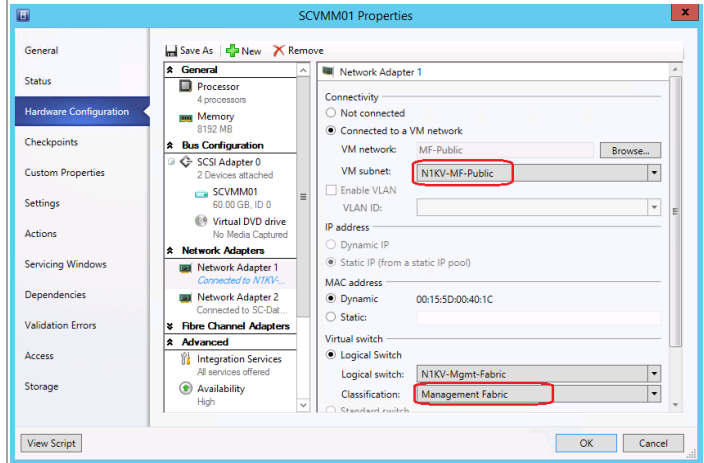 SCVMM01 Properties
x
General
Status
Hardware Configuration
Checkpoints
Custom Properties
Settings
Actions
Servicing Windows
Dependencies
Validation Errors
Access
Storage
Save As New Remove
General
Processor
4 processors
Memory
8192 MB
Bus Configuration
SCSI Adapter 0
2 Devices attached
SCVMM01
60.00 GB, ID 0
Virtual DVD drive
No Media Captured
Network Adapters
Network Adapter 1
Connected to N1KV-...
Network Adapter 2
Connected to SC-Dat...
Fibre Channel Adapters
Advanced
Integration Services
All services offered
Availability
High
Network Adapter 1
Connectivity
Not connected
Connected to a VM network
VM network: MF-Public Browse...
VM subnet: N1KV-MF-Public
Enable VLAN
VLAN ID:
IP address
Dynamic IP
Static IP (from a static IP pool)
MAC address
Dynamic 00:15:5D:00:40:1C
Static:
Virtual switch
Logical Switch
Logical switch: N1KV-Mgmt-Fabric
Classification: Management Fabric
Standard switch
View Script
OK Cancel